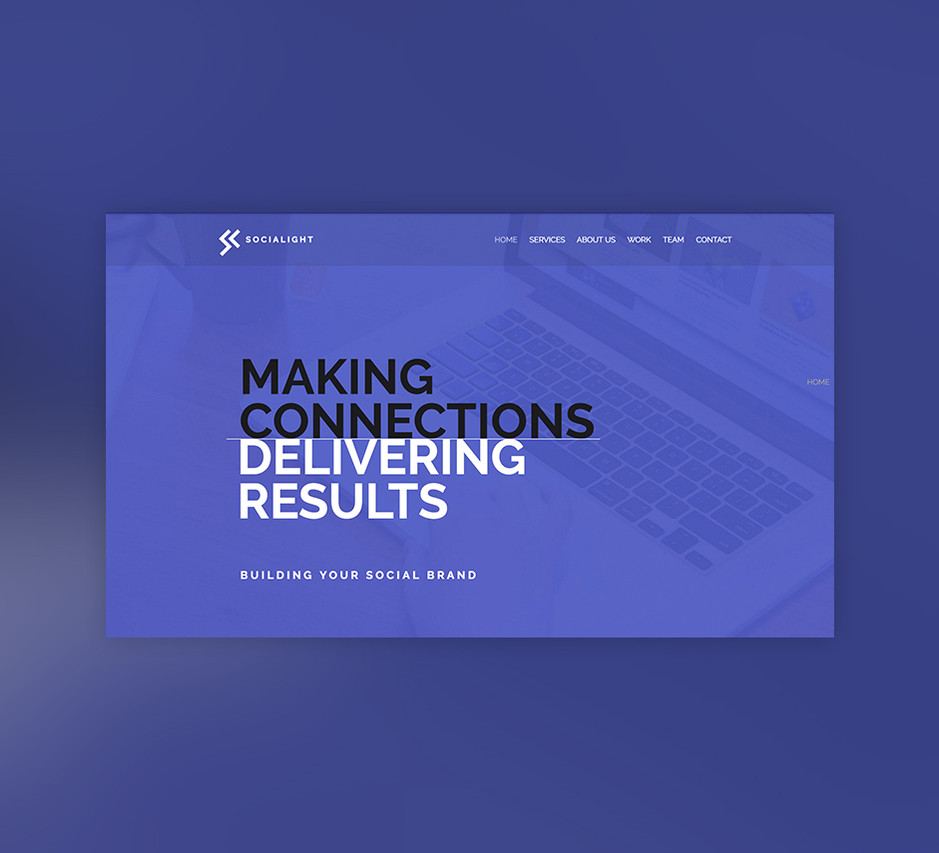 SOCIALIGHT
HOME SERVICES ABOUT US WORK TEAM CONTACT
HOME
MAKING
CONNECTIONS
DELIVERING
RESULTS
BUILDING YOUR SOCIAL BRAND